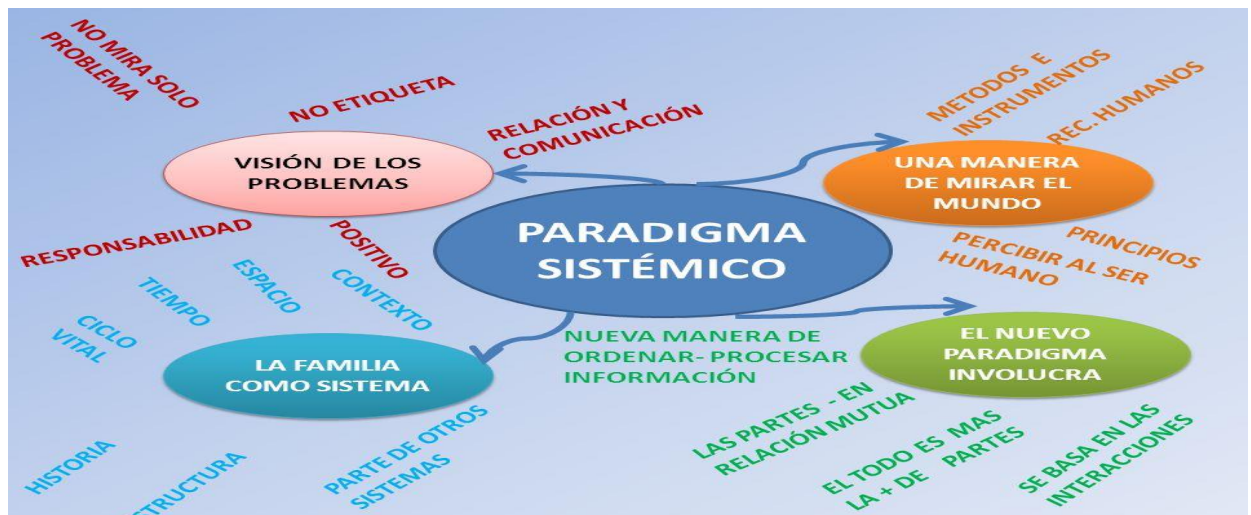 NO MIRA SOLO
PROBLEMA
NO ETIQUETA
RELACIÓN Y
COMUNICACIÓN
VISIÓN DE LOS
PROBLEMAS
RESPONSABILIDAD
POSITIVO
METODOS E
INSTRUMENTOS
REC. HUMANOS
UNA MANERA
DE MIRAR EL
MUNDO
PRINCIPIOS
PERCIBIR AL SER
HUMANO
PARADIGMA
SISTÉMICO
CICLO
VITAL
TIEMPO
ESPACIO
CONTEXTO
LA FAMILIA
COMO SISTEMA
HISTORIA
STRUCTURA
PARTE DE OTROS
SISTEMAS
NUEVA MANERA DE
ORDENAR- PROCESAR
INFORMACIÓN
EL NUEVO
PARADIGMA
INVOLUCRA
LAS PARTES - EN
RELACIÓN MUTUA
EL TODO ES MAS
LA + DE PARTES
SE BASA EN LAS
INTERACCIONES